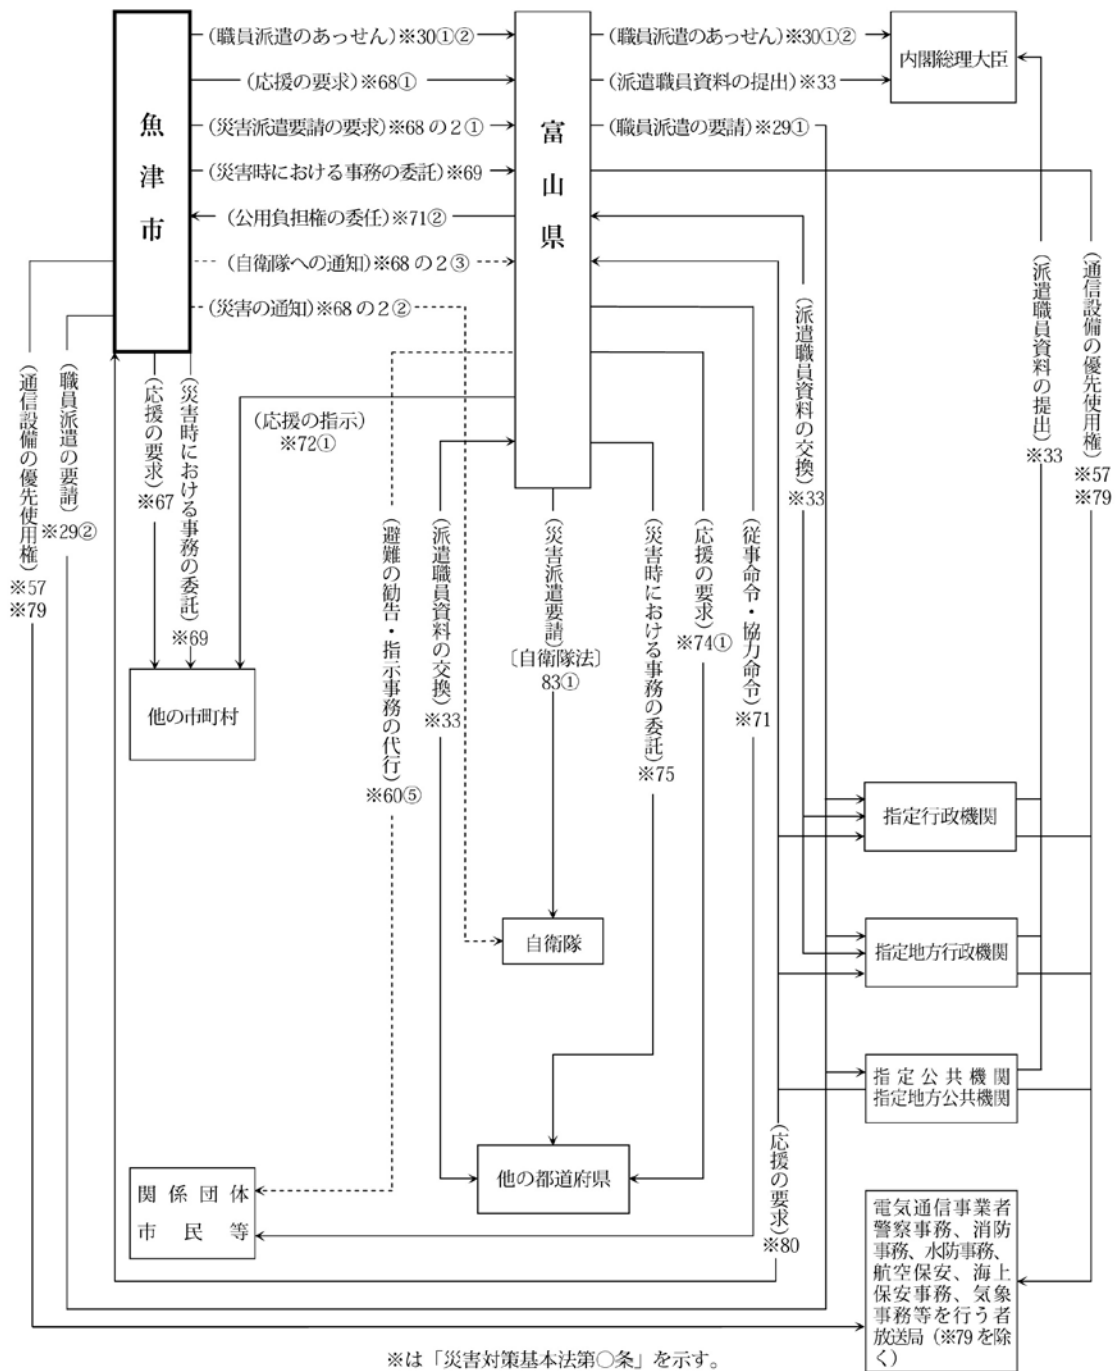 魚津市
富山県
内閣総理大臣
(職員派遣のあっせん)※30①②
(応援の要求)※68①
(災害派遣要請の要求)※68の2①
(災害時における事務の委託)※69
(公用負担権の委任)※71②
(自衛隊への通知)※68の2③
(災害の通知)※68の2②
(職員派遣のあっせん)※30①②
(派遣職員資料の提出)※33
(職員派遣の要請)※29①
(通信設備の優先使用権)※57
※79
(職員派遣の要請)
※29②
(応援の要求)
※67
(災害時における事務の委託)
※69
(応援の指示)
※72①
(避難の勧告・指示事務の代行)
※60⑤
(派遣職員資料の交換)
※33
(災害派遣要請)
〔自衛隊法〕
83①
(災害時における事務の委託)
※75
(応援の要求)
※74①
(従事命令・協力命令)
※71
(派遣職員資料の交換)
※33
(派遣職員資料の提出)
※33
(通信設備の優先使用権)
※57
※79
他の市町村
指定行政機関
自衛隊
指定地方行政機関
指定公共機関
指定地方公共機関
(応援の要求)
※80
他の都道府県
関係団体
市民等
電気通信事業者
警察事務、消防
事務、水防事務、
航空保安、海上
保安事務、気象
事務等を行う者
放送局(※79を除
く)
※は「災害対策基本法第○条」を示す。